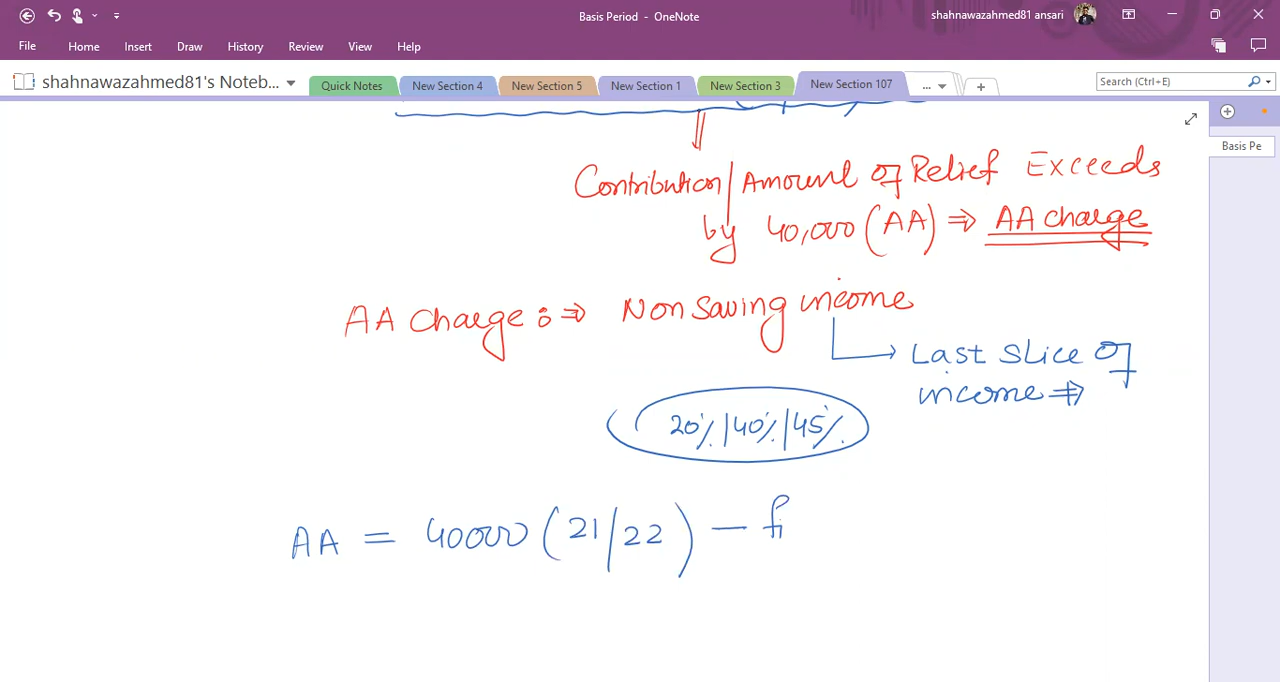 Basis Period - OneNote
shahnawazahmed81 ansari
File Home Insert Draw History Review View Help
shahnawazahmed81's Noteb...
Quick Notes New Section 4 New Section 5 New Section 1 New Section 3 New Section 107 ...
Search (Ctrl+E)
Basis Pe
Contribution/Amount of Relief Exceeds
by 40,000 (AA) ⇒ AA charge
AA Charge : ⇒ Non Saving income
Last slice of
income ⇒
20%/40%/45%
AA = 40000 (21/22) - fi